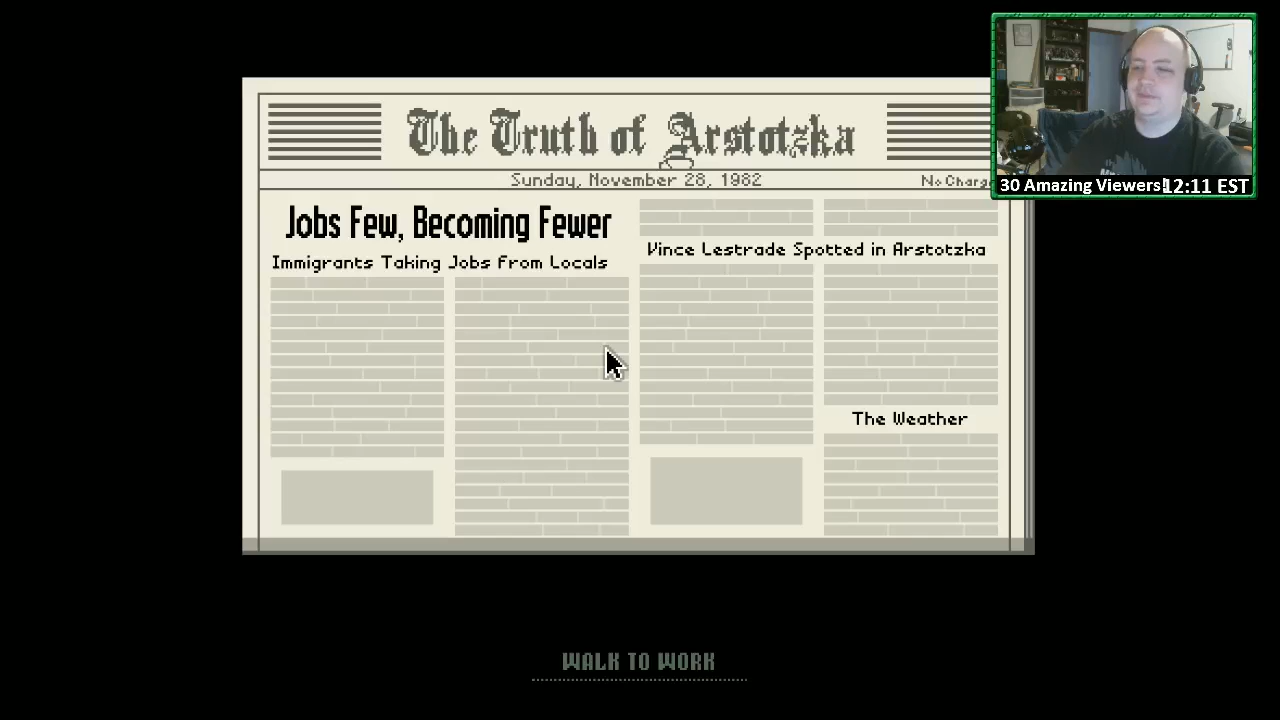 The Truth of Arstotzka
Sunday, November 28, 1982
Jobs Few, Becoming Fewer
Immigrants Taking Jobs From Locals
Vince Lestrade Spotted in Arstotzka
The Weather
WALK TO WORK
30 Amazing Viewers!
12:11 EST